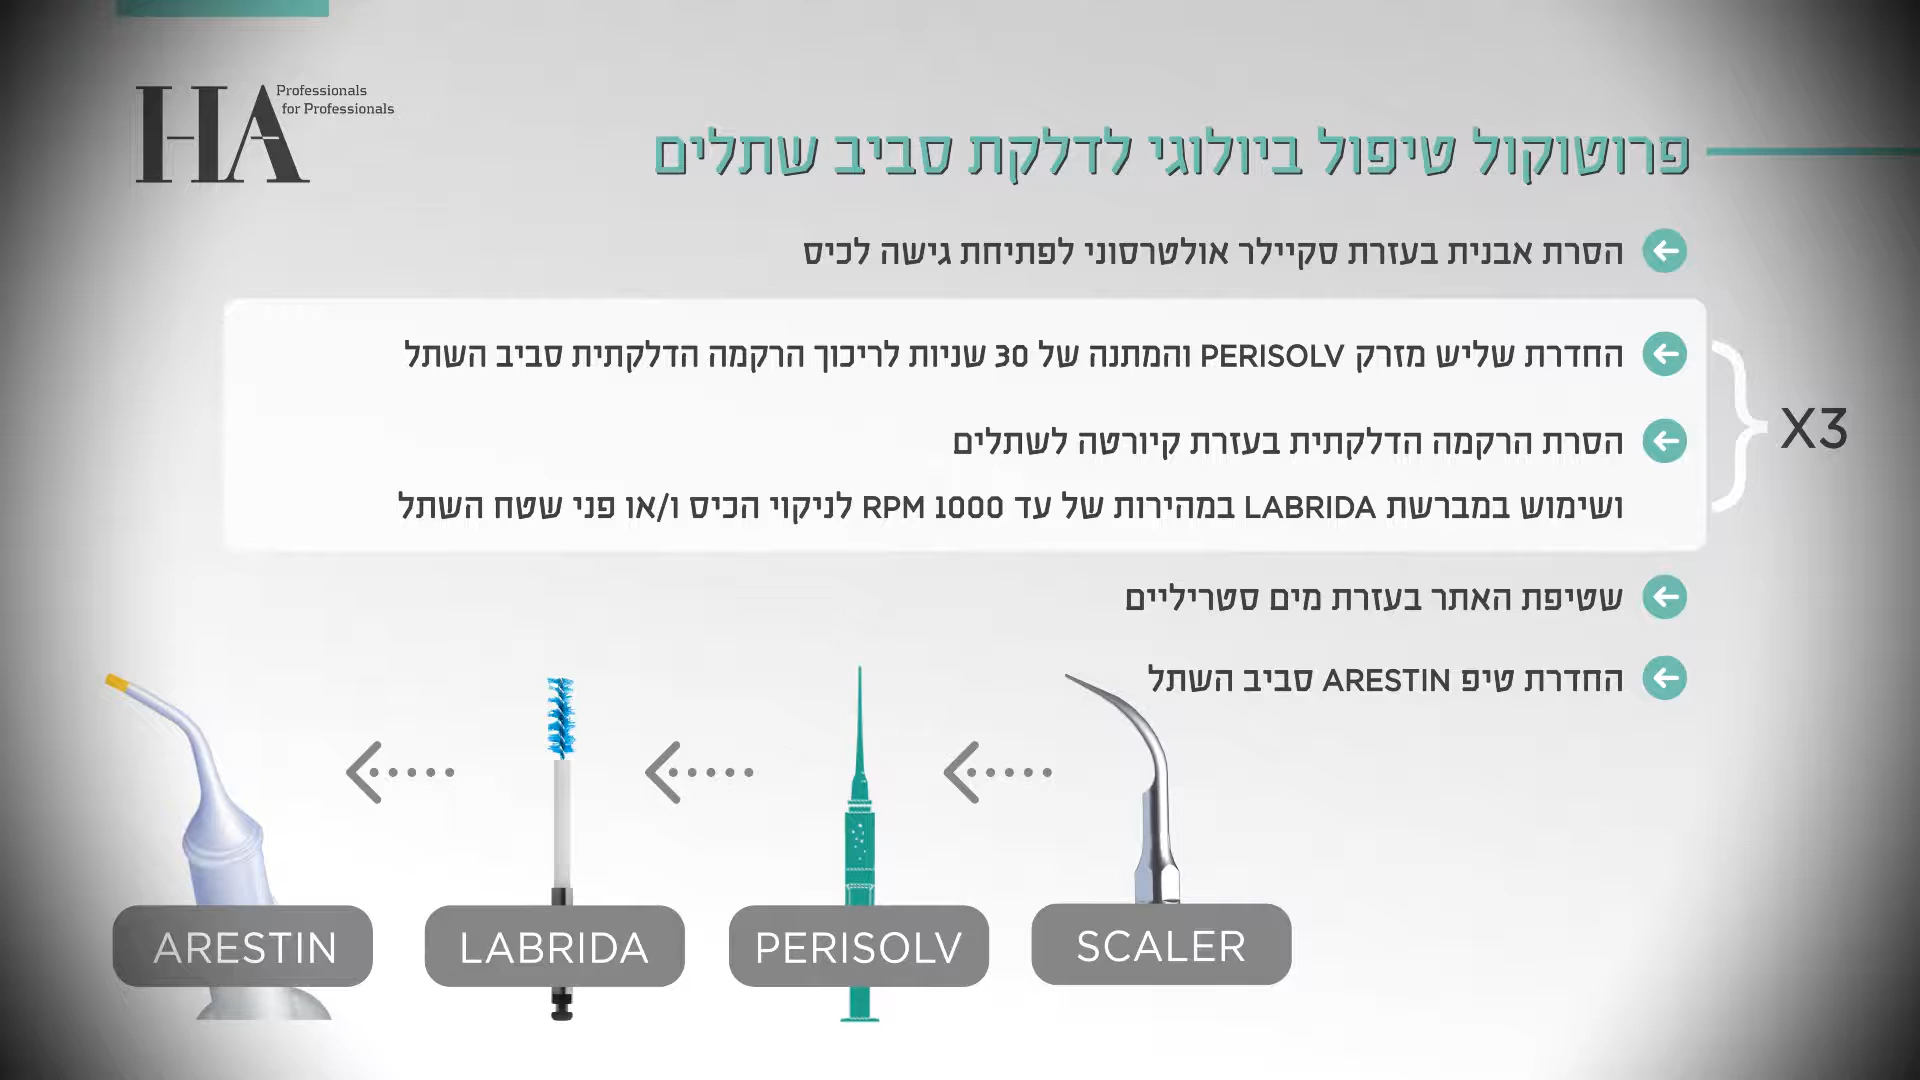 HA
Professionals
for Professionals
פרוטוקול טיפול ביולוגי לדלקת סביב שתלים
הסרת אבנית בעזרת סקיילר אולטרסוני לפתיחת גישה לכיס
החדרת שליש מזרק PERISOLV והמתנה של 30 שניות לריכוך הרקמה הדלקתית סביב השתל
הסרת הרקמה הדלקתית בעזרת קיורטה לשתלים
ושימוש במברשת LABRIDA במהירות של עד 1000 RPM לניקוי הכיס ו/או פני שטח השתל
X3
שטיפת האתר בעזרת מים סטריליים
החדרת טיפ ARESTIN סביב השתל
SCALER
PERISOLV
LABRIDA
ARESTIN